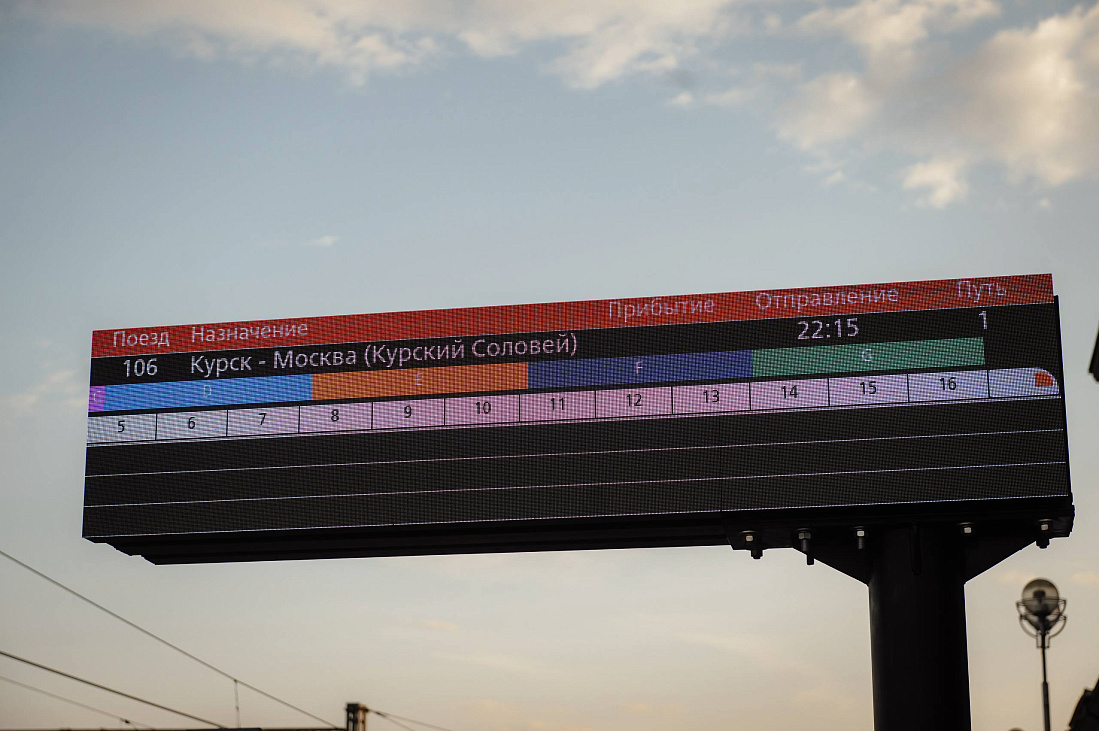 Поезд Назначение Прибытие Отправление Путь
106 Курск - Москва (Курский Соловей) 22:15 1
C D E F G
5 6 7 8 9 10 11 12 13 14 15 16